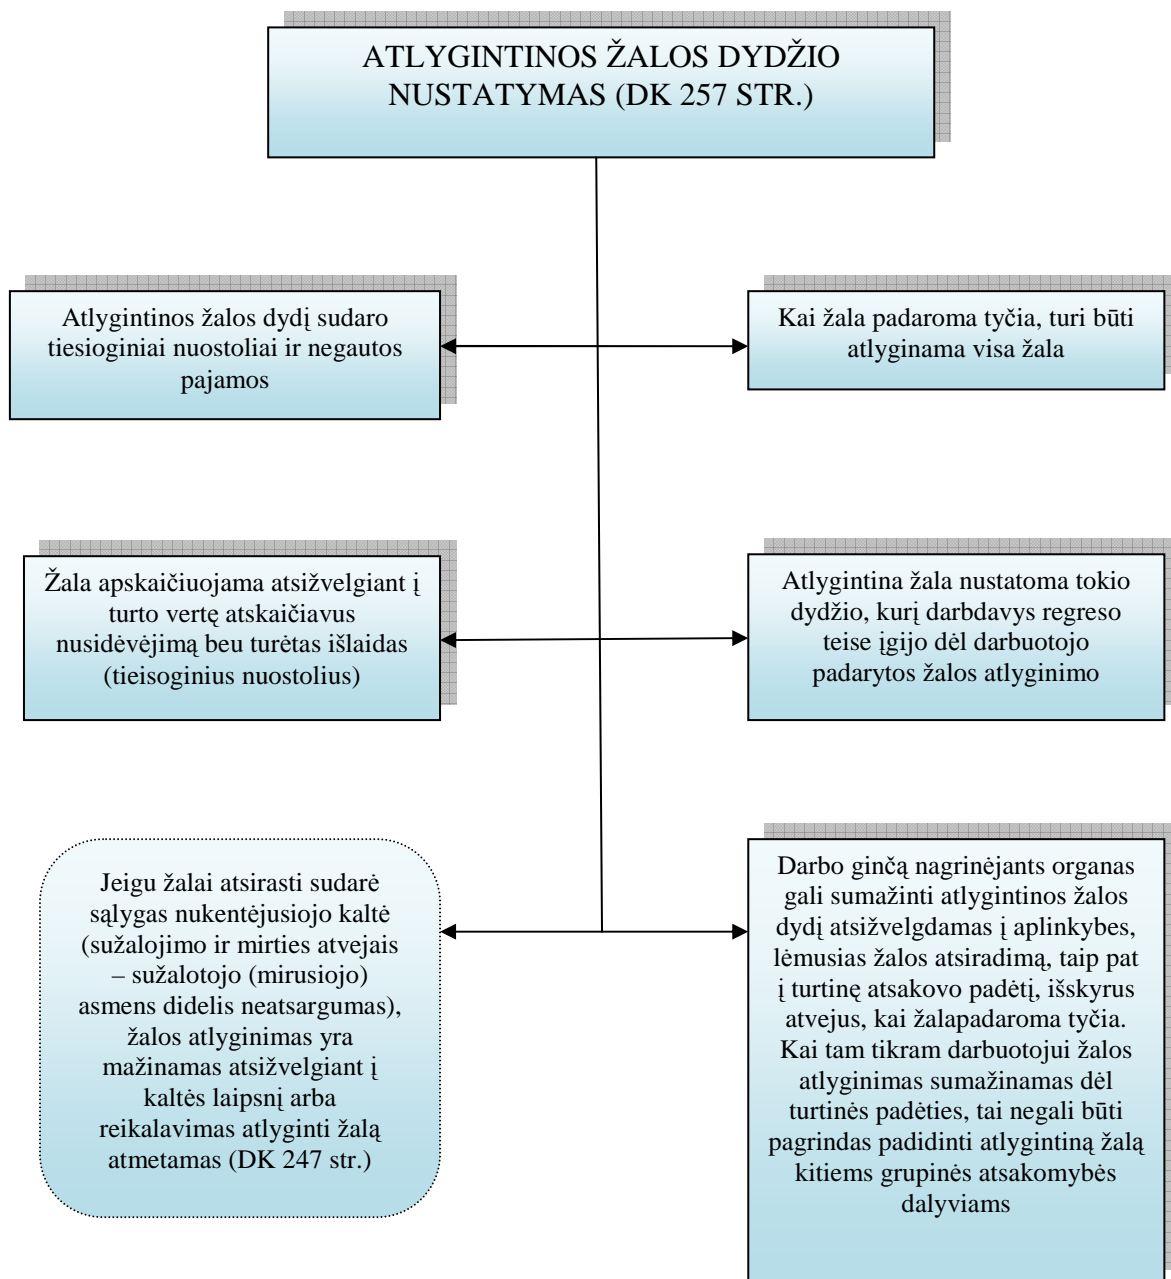 ATLYGINTINOS ŽALOS DYDŽIO
NUSTATYMAS (DK 257 STR.)
Atlygintinos žalos dydį sudaro
tiesioginiai nuostoliai ir negautos
pajamos
Kai žala padaroma tyčia, turi būti
atlyginama visa žala
Žala apskaičiuojama atsižvelgiant į
turto vertę atskaičiavus
nusidėvėjimą beu turėtas išlaidas
(tieisoginius nuostolius)
Atlygintina žala nustatoma tokio
dydžio, kurį darbdavys regreso
teise įgijo dėl darbuotojo
padarytos žalos atlyginimo
Jeigu žalai atsirasti sudarė
sąlygas nukentėjusiojo kaltė
(sužalojimo ir mirties atvejais
– sužalotojo (mirusiojo)
asmens didelis neatsargumas),
žalos atlyginimas yra
mažinamas atsižvelgiant į
kaltės laipsnį arba
reikalavimas atlyginti žalą
atmetamas (DK 247 str.)
Darbo ginčą nagrinėjants organas
gali sumažinti atlygintinos žalos
dydį atsižvelgdamas į aplinkybes,
lėmusias žalos atsiradimą, taip pat
į turtinę atsakovo padėtį, išskyrus
atvejus, kai žalapadaroma tyčia.
Kai tam tikram darbuotojui žalos
atlyginimas sumažinamas dėl
turtinės padėties, tai negali būti
pagrindas padidinti atlygintiną žalą
kitiems grupinės atsakomybės
dalyviams